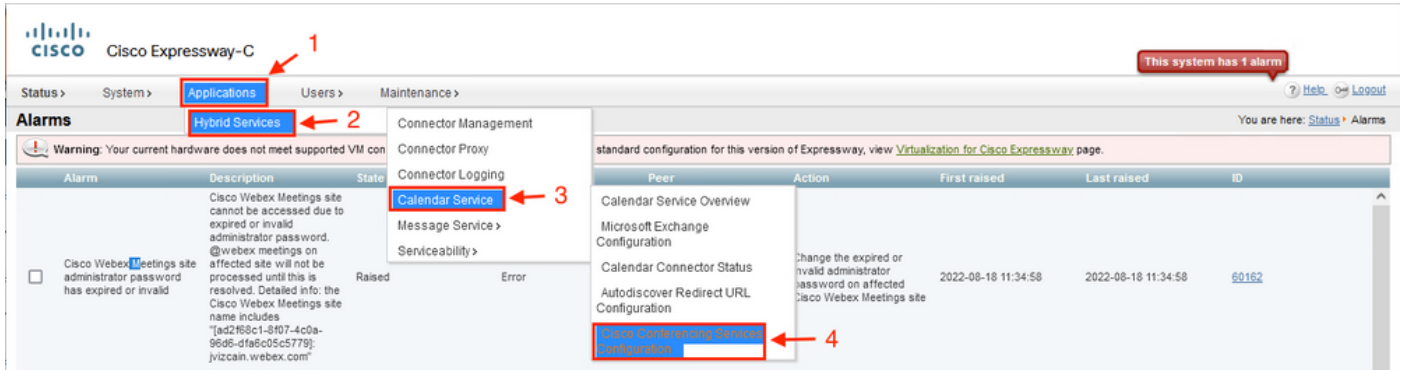 1
CISCO Cisco Expressway-C
This system has 1 alarm
Status > System > Applications Users > Maintenance > ? Help Logout
Alarms Hybrid Services 2 Connector Management You are here: Status Alarms
Warning: Your current hardware does not meet supported VM con Connector Proxy standard configuration for this version of Expressway, view Virtualization for Cisco Expressway page.
Connector Logging
Alarm Description State Peer Action First raised Last raised ID
Calendar Service 3
Message Service >
Serviceability >
Calendar Service Overview
Microsoft Exchange
Configuration
Calendar Connector Status
Autodiscover Redirect URL
Configuration
Cisco Conferencing Services
Configuration
4
Cisco Webex Meetings site
administrator password
has expired or invalid
Cisco Webex Meetings site
cannot be accessed due to
expired or invalid
administrator password.
@webex meetings on
affected site will not be
processed until this is
resolved. Detailed info: the
Cisco Webex Meetings site
name includes
"[ad2f68c1-8f07-4c0a-
96d6-dfa6c05c5779]:
jvizcain.webex.com"
Raised
Error
Change the expired or
nvalid administrator
password on affected
Cisco Webex Meetings site
2022-08-18 11:34:58
2022-08-18 11:34:58
60162